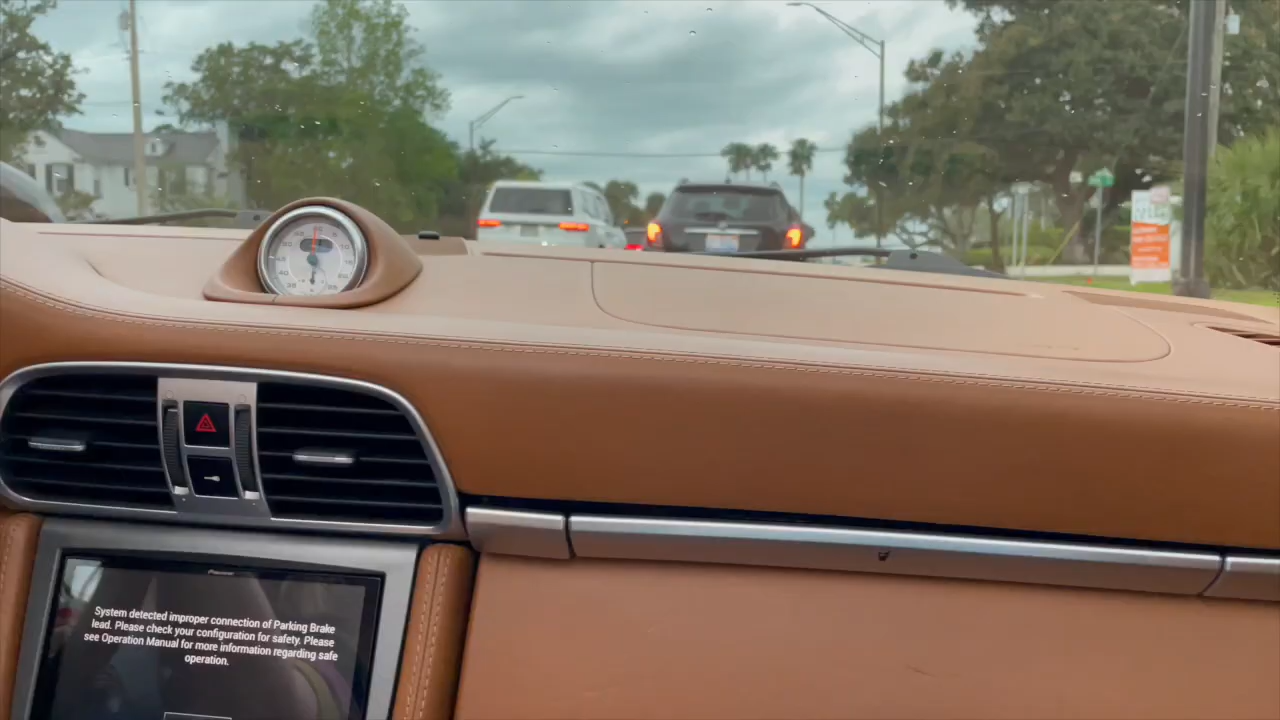 Pioneer
System detected improper connection of Parking Brake
lead. Please check your configuration for safety. Please
see Operation Manual for more information regarding safe
operation.